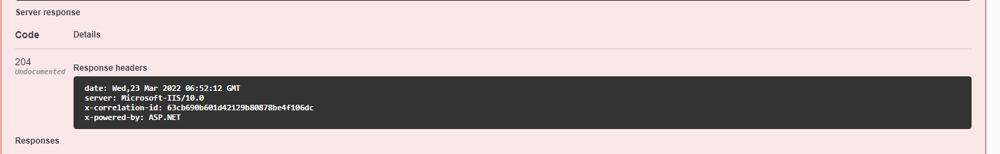 Server response
Code Details
204
Undocumented
Response headers
date: Wed,23 Mar 2022 06:52:12 GMT
server: Microsoft-IIS/10.0
x-correlation-id: 63cb690b601d42129b80878be4f106dc
x-powered-by: ASP.NET
Responses